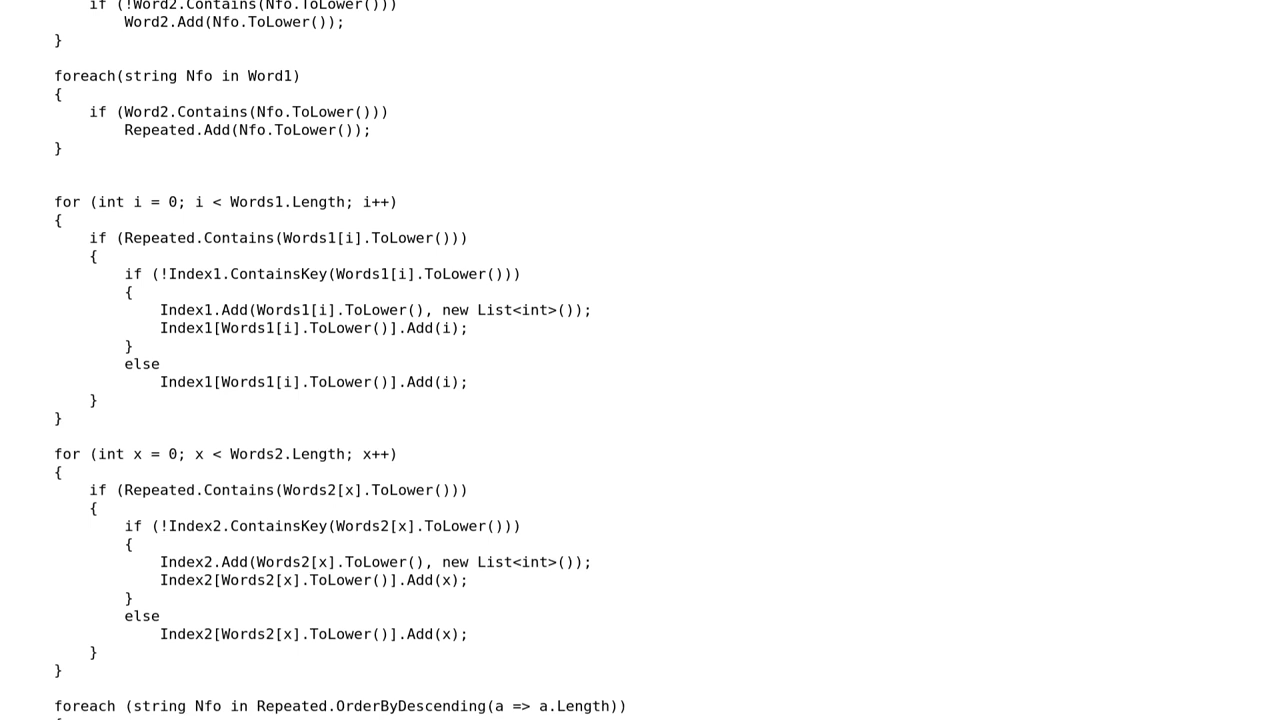 if (!Word2.Contains(Nfo.ToLower()))
Word2.Add(Nfo.ToLower());
}
foreach(string Nfo in Word1)
{
if (Word2.Contains(Nfo.ToLower()))
Repeated.Add(Nfo.ToLower());
}
for (int i = 0; i < Words1.Length; i++)
{
if (Repeated.Contains(Words1[i].ToLower()))
{
if (!Index1.ContainsKey(Words1[i].ToLower()))
{
Index1.Add(Words1[i].ToLower(), new List<int>());
Index1[Words1[i].ToLower()].Add(i);
}
else
Index1[Words1[i].ToLower()].Add(i);
}
}
for (int x = 0; x < Words2.Length; x++)
{
if (Repeated.Contains(Words2[x].ToLower()))
{
if (!Index2.ContainsKey(Words2[x].ToLower()))
{
Index2.Add(Words2[x].ToLower(), new List<int>());
Index2[Words2[x].ToLower()].Add(x);
}
else
Index2[Words2[x].ToLower()].Add(x);
}
}
foreach (string Nfo in Repeated.OrderByDescending(a => a.Length))
{